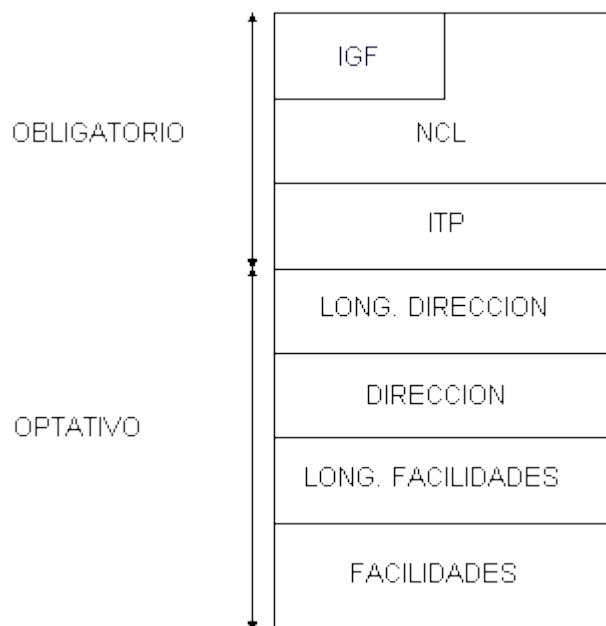 IGF
OBLIGATORIO
NCL
ITP
LONG. DIRECCION
DIRECCION
OPTATIVO
LONG. FACILIDADES
FACILIDADES